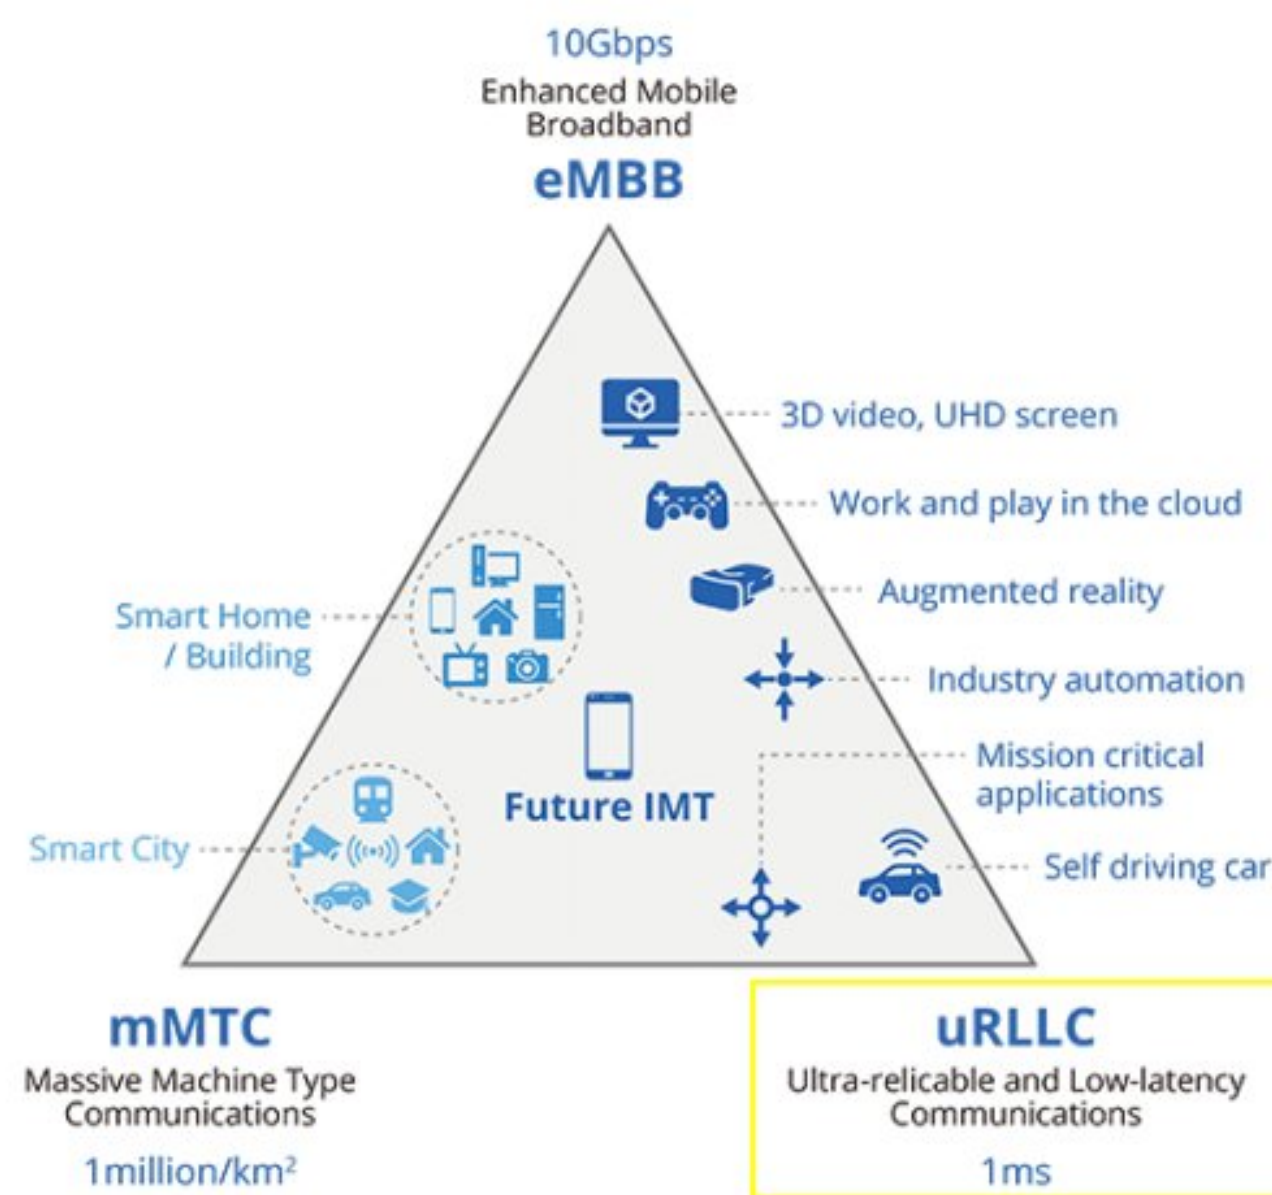 10Gbps
Enhanced Mobile
Broadband
eMBB
3D video, UHD screen
Work and play in the cloud
Augmented reality
Smart Home
/ Building
Industry automation
Mission critical
applications
Future IMT
Smart City
Self driving car
mMTC
Massive Machine Type
Communications
1million/km²
uRLLC
Ultra-relicable and Low-latency
Communications
1ms